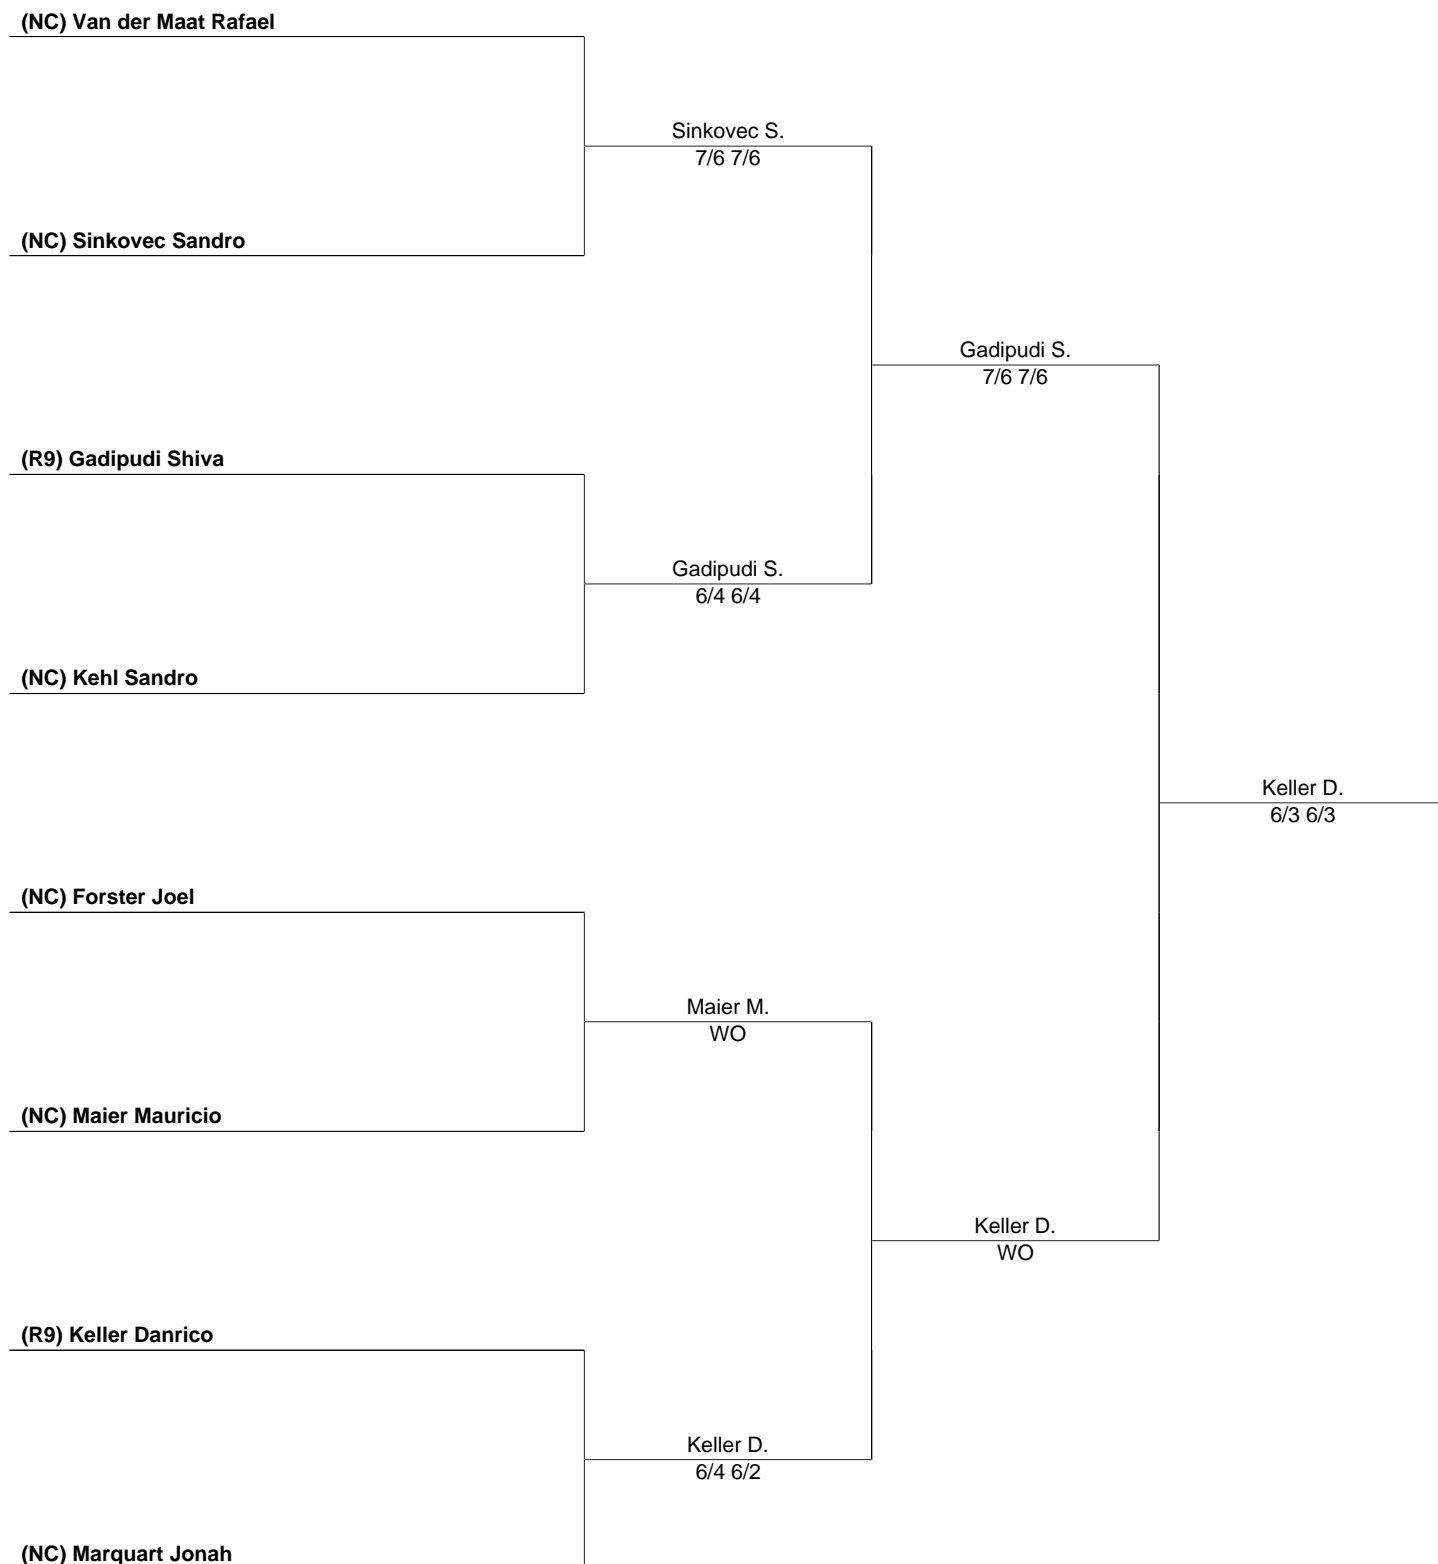 (NC) Van der Maat Rafael
Sinkovec S.
7/6 7/6
(NC) Sinkovec Sandro
Gadipudi S.
7/6 7/6
(R9) Gadipudi Shiva
Gadipudi S.
6/4 6/4
(NC) Kehl Sandro
Keller D.
6/3 6/3
(NC) Forster Joel
Maier M.
WO
(NC) Maier Mauricio
Keller D.
WO
(R9) Keller Danrico
Keller D.
6/4 6/2
(NC) Marquart Jonah